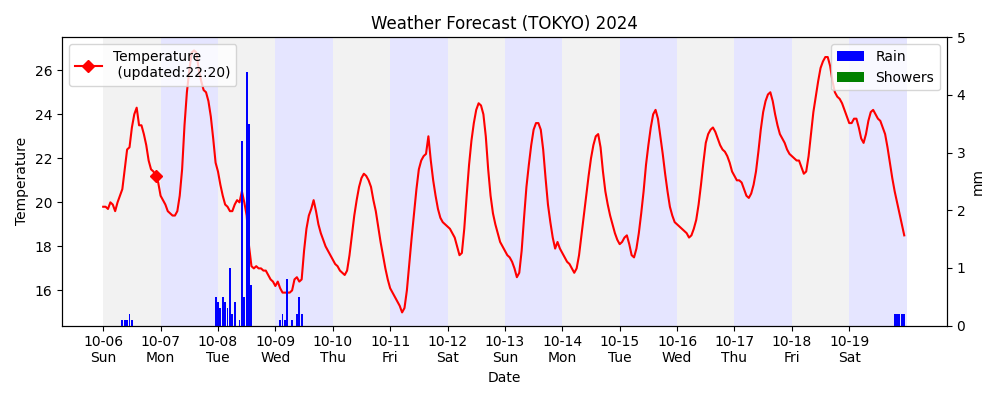 Weather Forecast (TOKYO) 2024
Temperature
(updated:22:20)
Rain
Showers
Temperature
26
24
22
20
18
16
5
4
3
2
1
0
mm
10-06 10-07 10-08 10-09 10-10 10-11 10-12 10-13 10-14 10-15 10-16 10-17 10-18 10-19
Sun Mon Tue Wed Thu Fri Sat Sun Mon Tue Wed Thu Fri Sat
Date